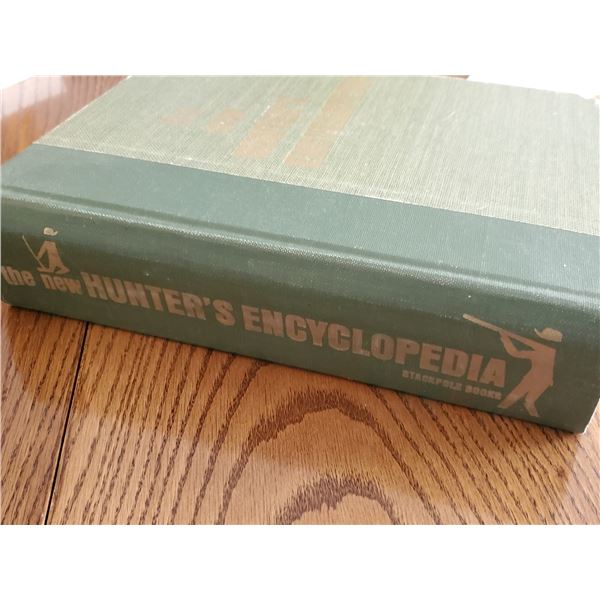 the new HUNTER'S ENCYCLOPEDIA
STACKPOLE BOOKS